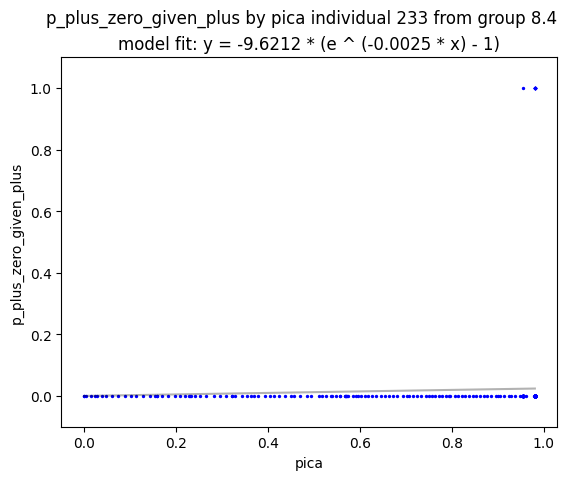 p_plus_zero_given_plus by pica individual 233 from group 8.4
model fit: y = -9.6212 * (e ^ (-0.0025 * x) - 1)
1.0
0.8
0.6
0.4
0.2
0.0
p_plus_zero_given_plus
0.0 0.2 0.4 0.6 0.8 1.0
pica